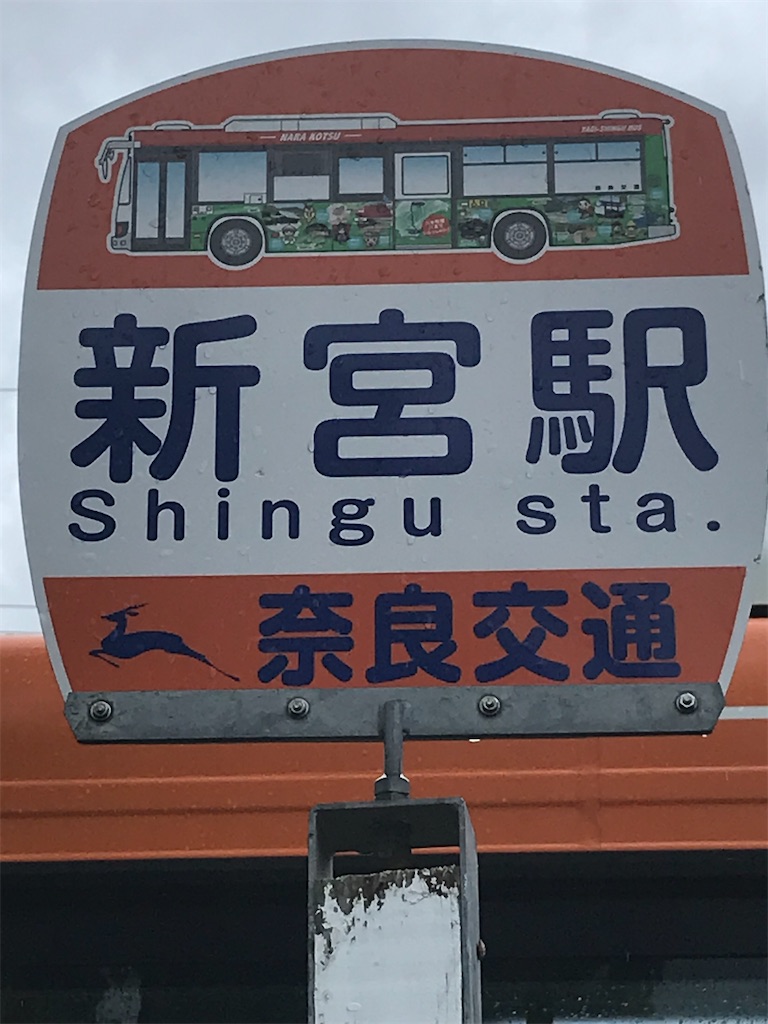 NARA KOTSU
YAGI-SHINGU BUS
新宮駅
Shingu sta.
奈良交通